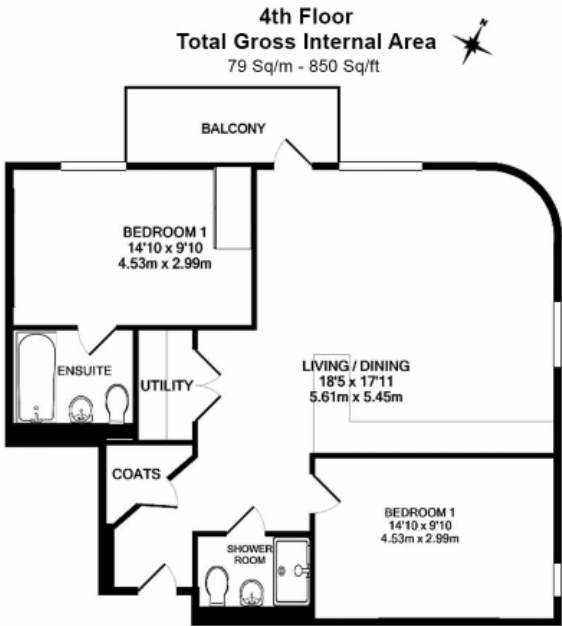 4th Floor
Total Gross Internal Area
79 Sq/m - 850 Sq/ft
N
BALCONY
BEDROOM 1
14'10 x 9'10
4.53m x 2.99m
ENSUITE
UTILITY
LIVING / DINING
18'5 x 17'11
5.61m x 5.45m
COATS
SHOWER
ROOM
BEDROOM 1
14'10 x 9'10
4.53m x 2.99m